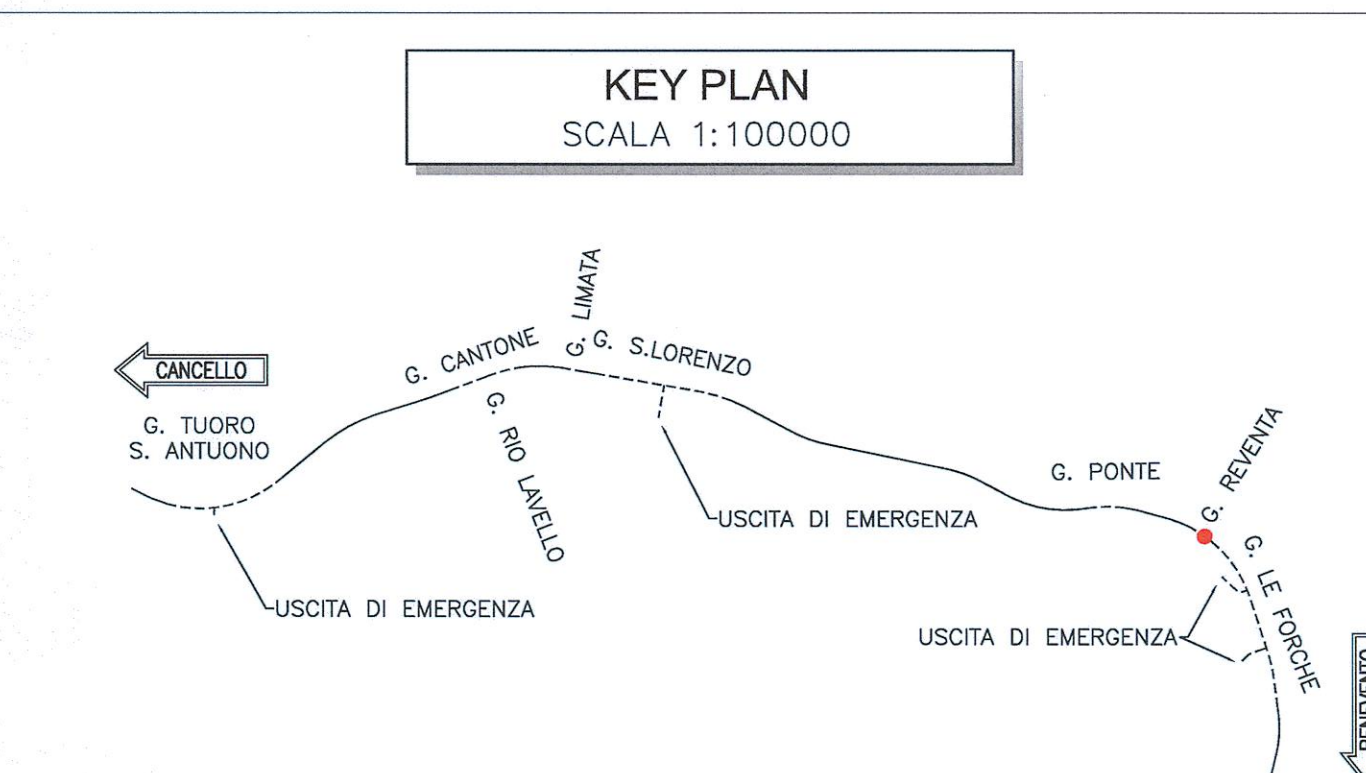 KEY PLAN
SCALA 1:100000
G. LIMATA
G. CANTONE
G. S.LORENZO
CANCELLO
G. TUORO
S. ANTUONO
G. RIO LAVELLO
G. PONTE
G. REVENTA
USCITA DI EMERGENZA
G. LE FORCHE
USCITA DI EMERGENZA
USCITA DI EMERGENZA
BENEVENTO